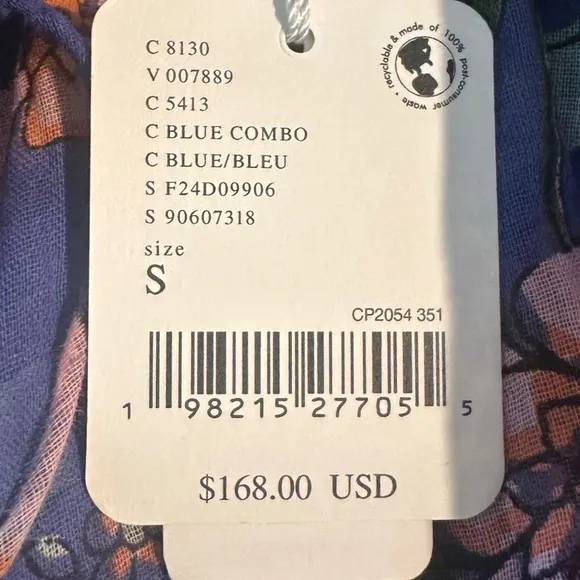 C 8130
V 007889
C 5413
C BLUE COMBO
C BLUE/BLEU
S F24D09906
S 90607318
size
S
recyclable & made of 100% post-consumer waste •
CP2054 351
1 98215 27705 5
$168.00 USD